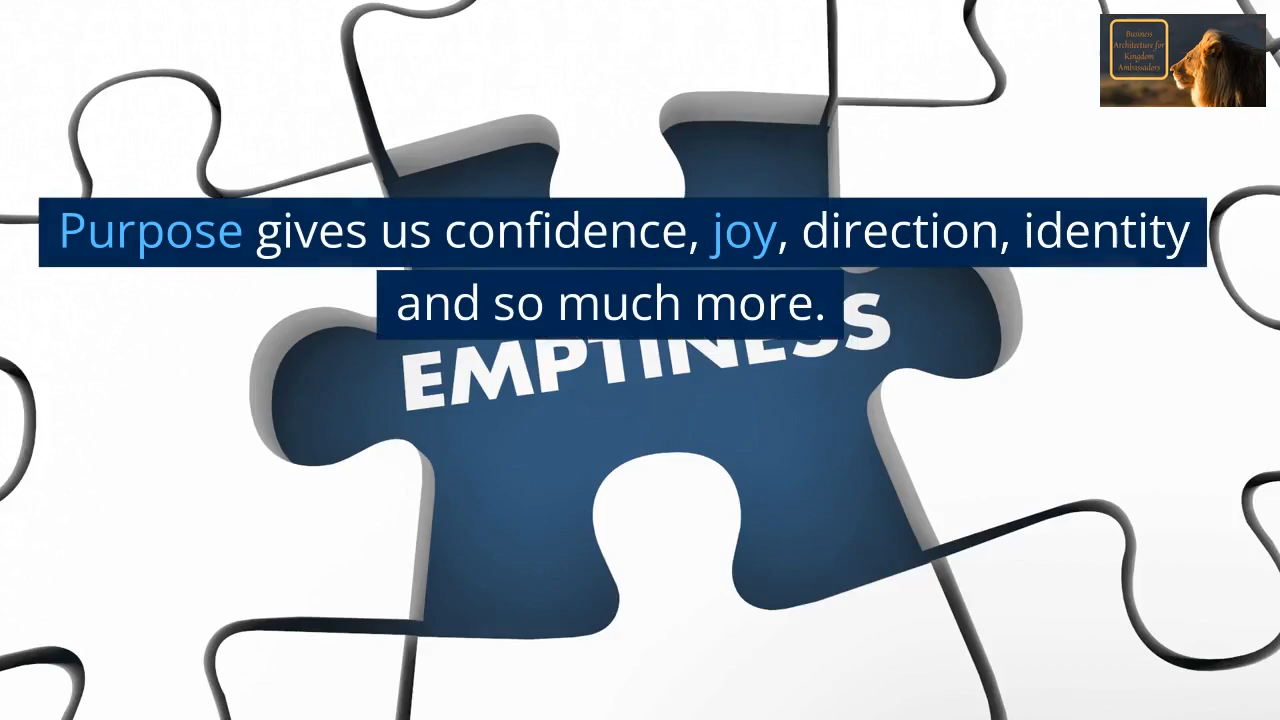 Business
Architecture for
Kingdom
Ambassadors
Purpose gives us confidence, joy, direction, identity
and so much more.
EMPTINESS